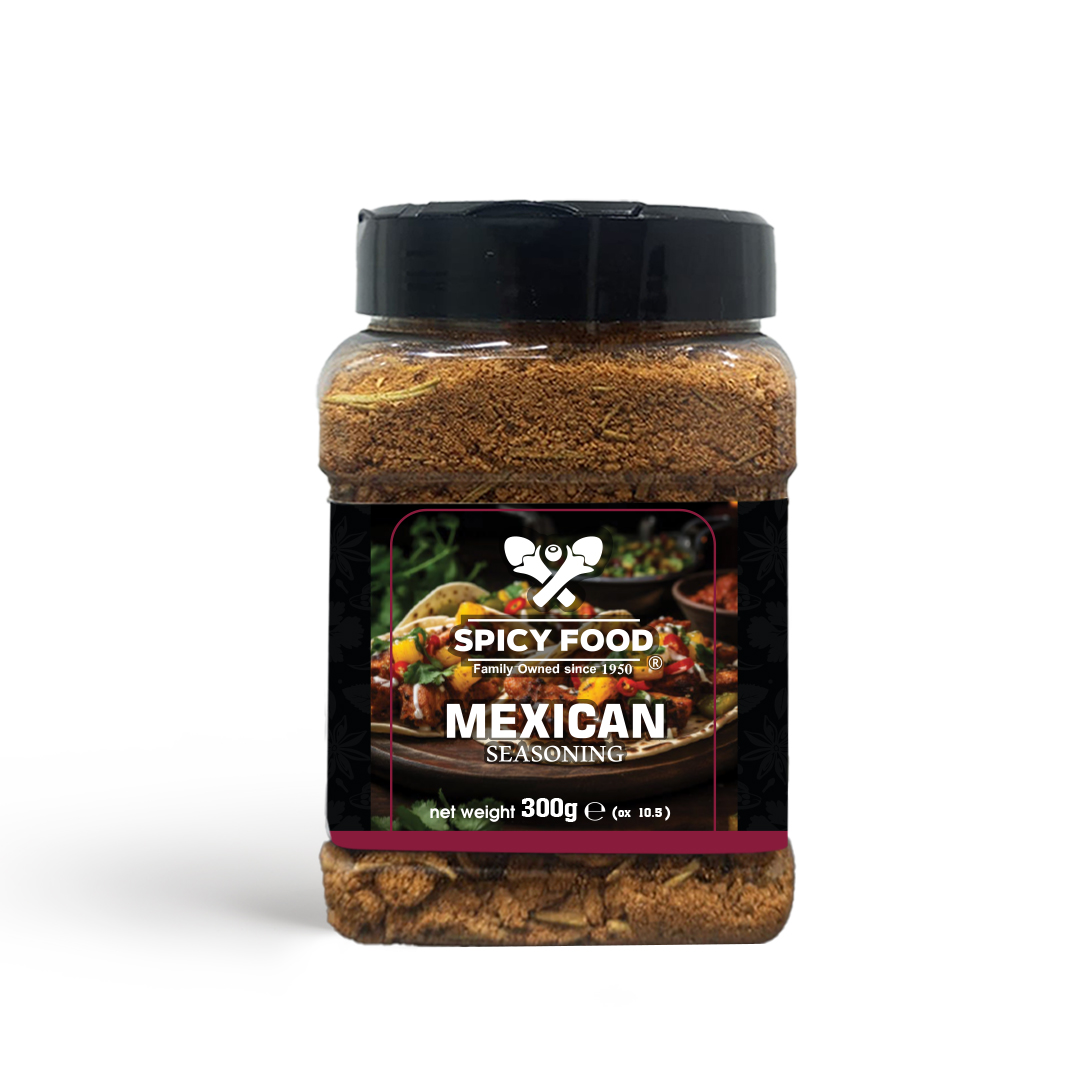 SPICY FOOD
®
Family Owned since 1950
MEXICAN
SEASONING
net weight 300g ℮ (ox 10.5)